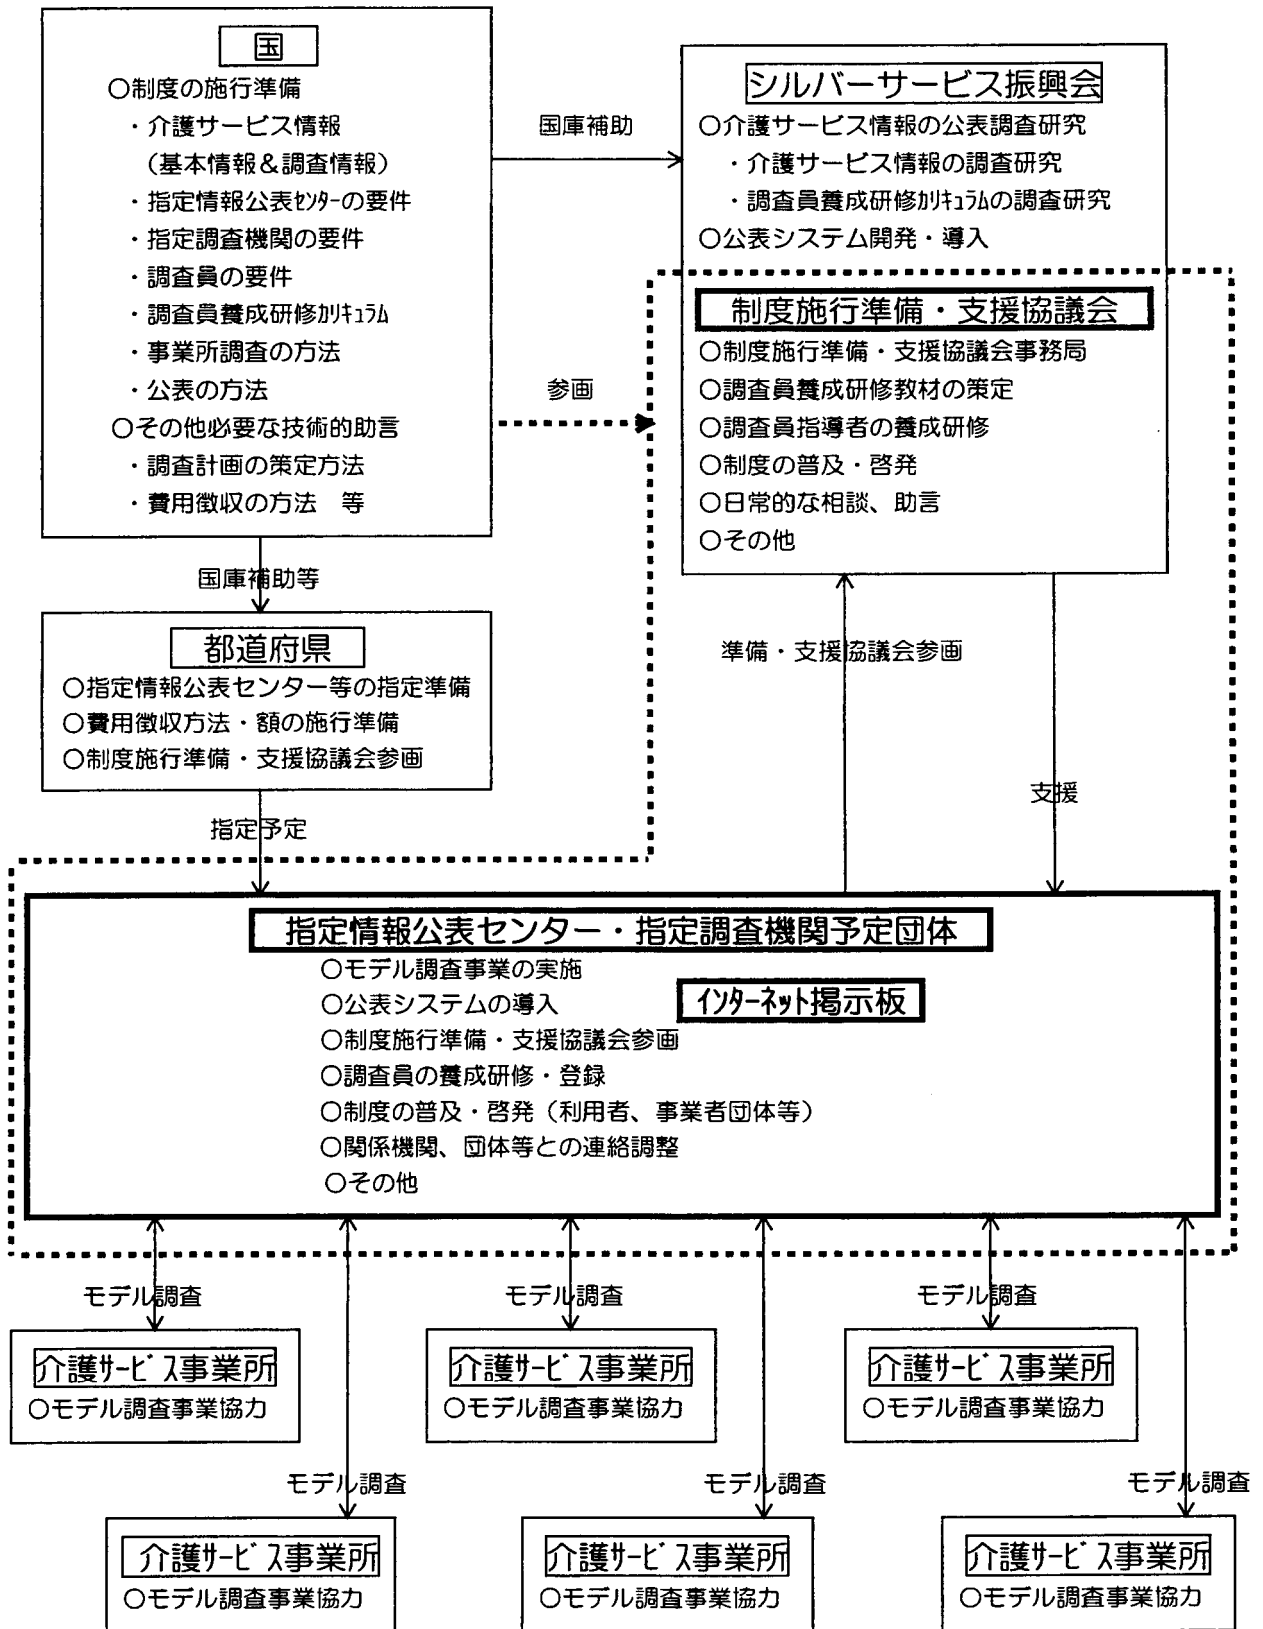 国
○制度の施行準備
・介護サービス情報
（基本情報＆調査情報）
・指定情報公表ｾﾝﾀｰの要件
・指定調査機関の要件
・調査員の要件
・調査員養成研修ｶﾘｷｭﾗﾑ
・事業所調査の方法
・公表の方法
○その他必要な技術的助言
・調査計画の策定方法
・費用徴収の方法　等
国庫補助
シルバーサービス振興会
○介護サービス情報の公表調査研究
・介護サービス情報の調査研究
・調査員養成研修ｶﾘｷｭﾗﾑの調査研究
○公表システム開発・導入
参画
制度施行準備・支援協議会
○制度施行準備・支援協議会事務局
○調査員養成研修教材の策定
○調査員指導者の養成研修
○制度の普及・啓発
○日常的な相談、助言
○その他
国庫補助等
都道府県
○指定情報公表センター等の指定準備
○費用徴収方法・額の施行準備
○制度施行準備・支援協議会参画
準備・支援協議会参画
支援
指定予定
指定情報公表センター・指定調査機関予定団体
○モデル調査事業の実施
○公表システムの導入
ｲﾝﾀｰﾈｯﾄ掲示板
○制度施行準備・支援協議会参画
○調査員の養成研修・登録
○制度の普及・啓発（利用者、事業者団体等）
○関係機関、団体等との連絡調整
○その他
モデル調査
モデル調査
モデル調査
介護ｻｰﾋﾞｽ事業所
○モデル調査事業協力
介護ｻｰﾋﾞｽ事業所
○モデル調査事業協力
介護ｻｰﾋﾞｽ事業所
○モデル調査事業協力
モデル調査
モデル調査
モデル調査
介護ｻｰﾋﾞｽ事業所
○モデル調査事業協力
介護ｻｰﾋﾞｽ事業所
○モデル調査事業協力
介護ｻｰﾋﾞｽ事業所
○モデル調査事業協力